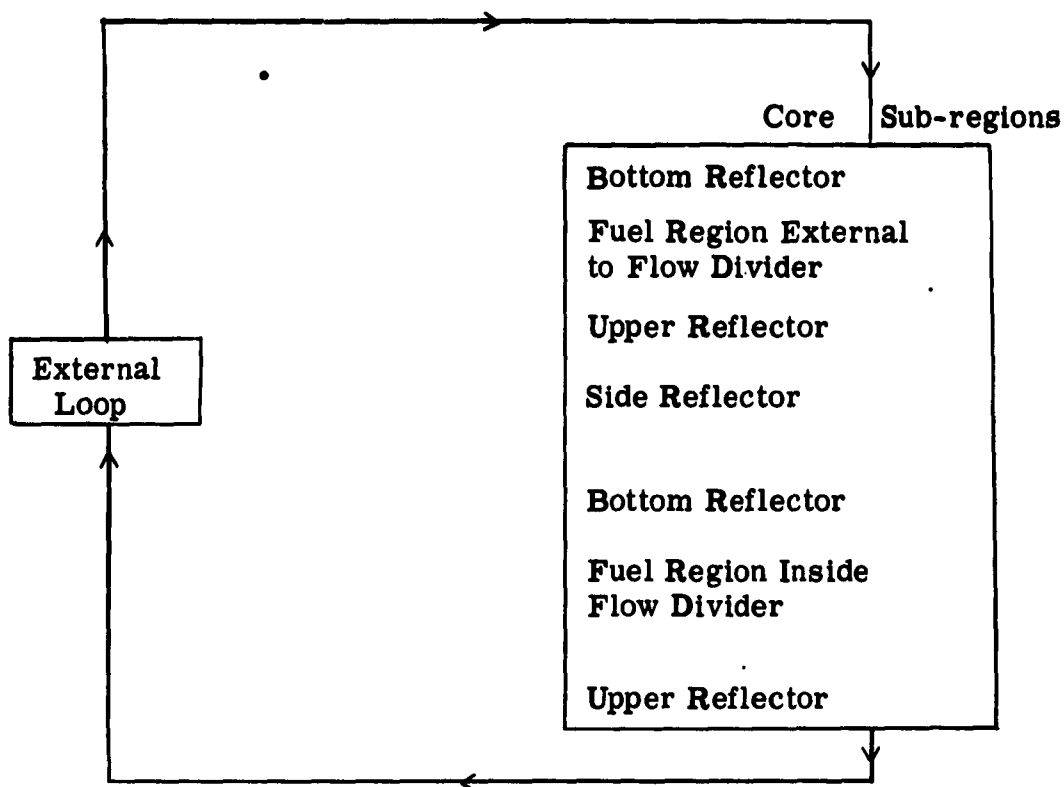 Core Sub-regions
Bottom Reflector
Fuel Region External
to Flow Divider
Upper Reflector
External
Loop
Side Reflector
Bottom Reflector
Fuel Region Inside
Flow Divider
Upper Reflector